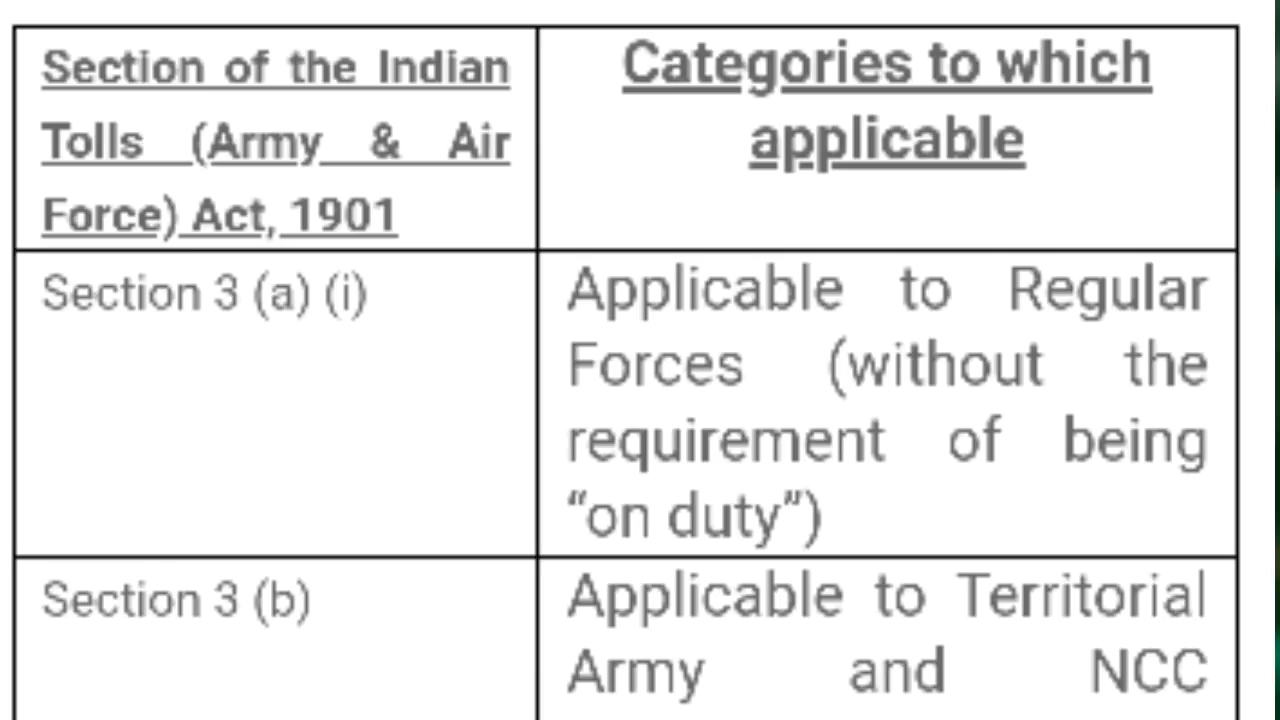 Section of the Indian
Tolls (Army & Air
Force) Act, 1901
Categories to which
applicable
Section 3 (a) (i)
Applicable to Regular
Forces (without the
requirement of being
“on duty”)
Section 3 (b)
Applicable to Territorial
Army and NCC